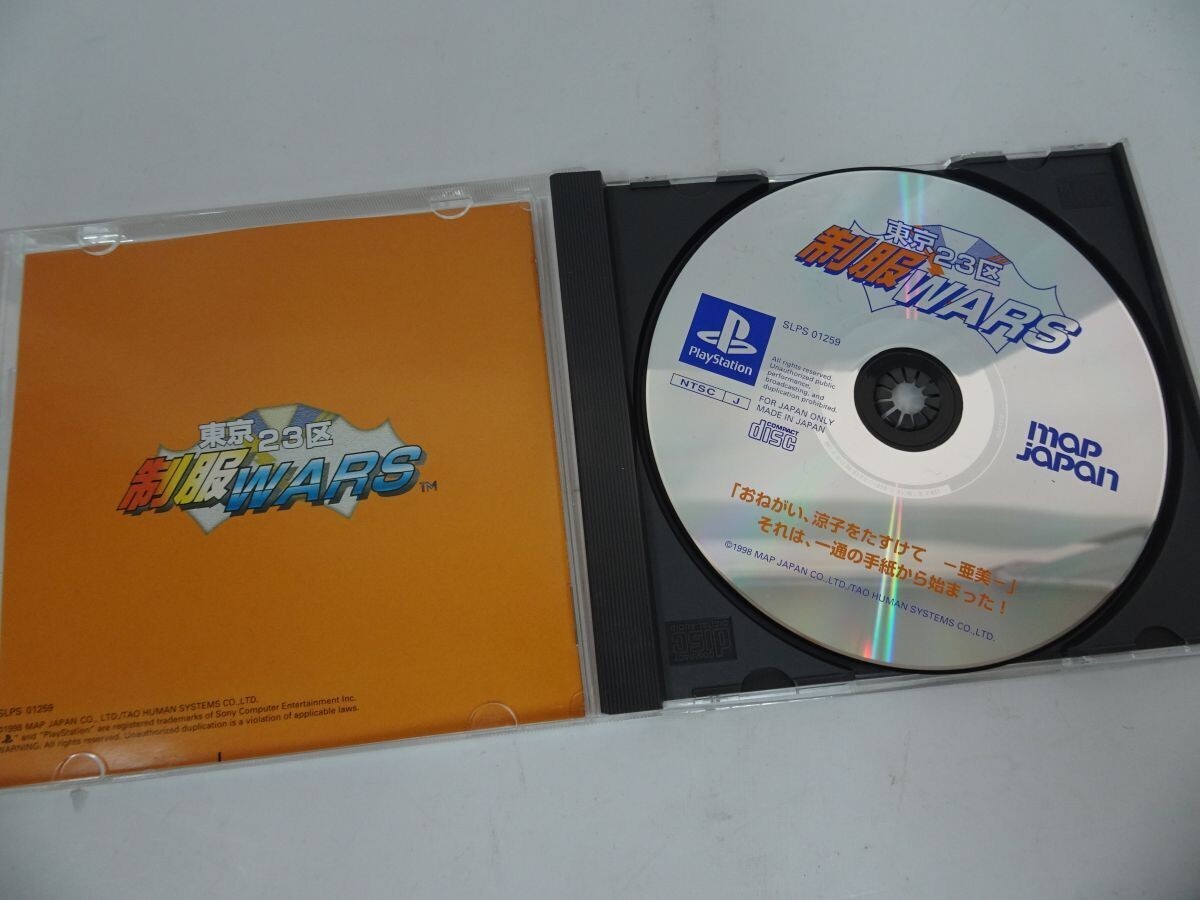 東京23区
制服WARS™
SLPS 01259
©1998 MAP JAPAN CO., LTD./TAO HUMAN SYSTEMS CO.,LTD.
" and "PlayStation" are registered trademarks of Sony Computer Entertainment Inc.
WARNING: All rights reserved. Unauthorized duplication is a violation of applicable laws.
東京23区
制服WARS
PlayStation
SLPS 01259
All rights reserved.
Unauthorized public
performance,
broadcasting, and
duplication prohibited.
NTSC J
FOR JAPAN ONLY
MADE IN JAPAN
COMPACT
disc
map
japan
「おねがい、涼子をたすけて －亜美－」
それは、一通の手紙から始まった！
©1998 MAP JAPAN CO.,LTD./TAO HUMAN SYSTEMS CO.,LTD.